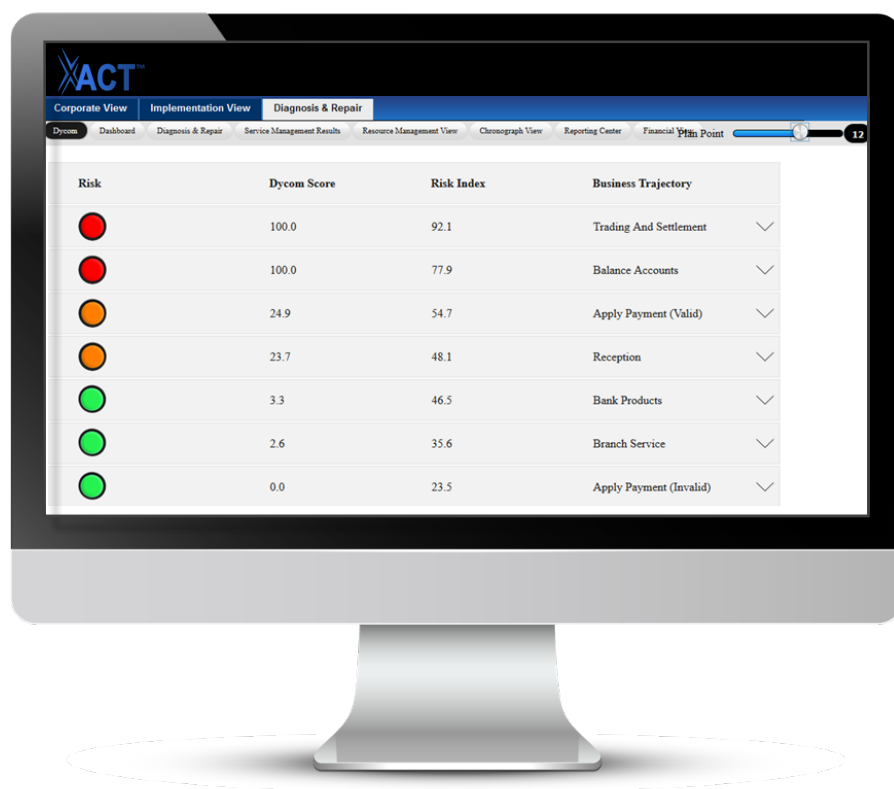 XACT™
Corporate View Implementation View Diagnosis & Repair
Dycom Dashboard Diagnosis & Repair Service Management Results Resource Management View Chronograph View Reporting Center Financial View Plan Point 12
Risk Dycom Score Risk Index Business Trajectory
100.0 92.1 Trading And Settlement
100.0 77.9 Balance Accounts
24.9 54.7 Apply Payment (Valid)
23.7 48.1 Reception
3.3 46.5 Bank Products
2.6 35.6 Branch Service
0.0 23.5 Apply Payment (Invalid)